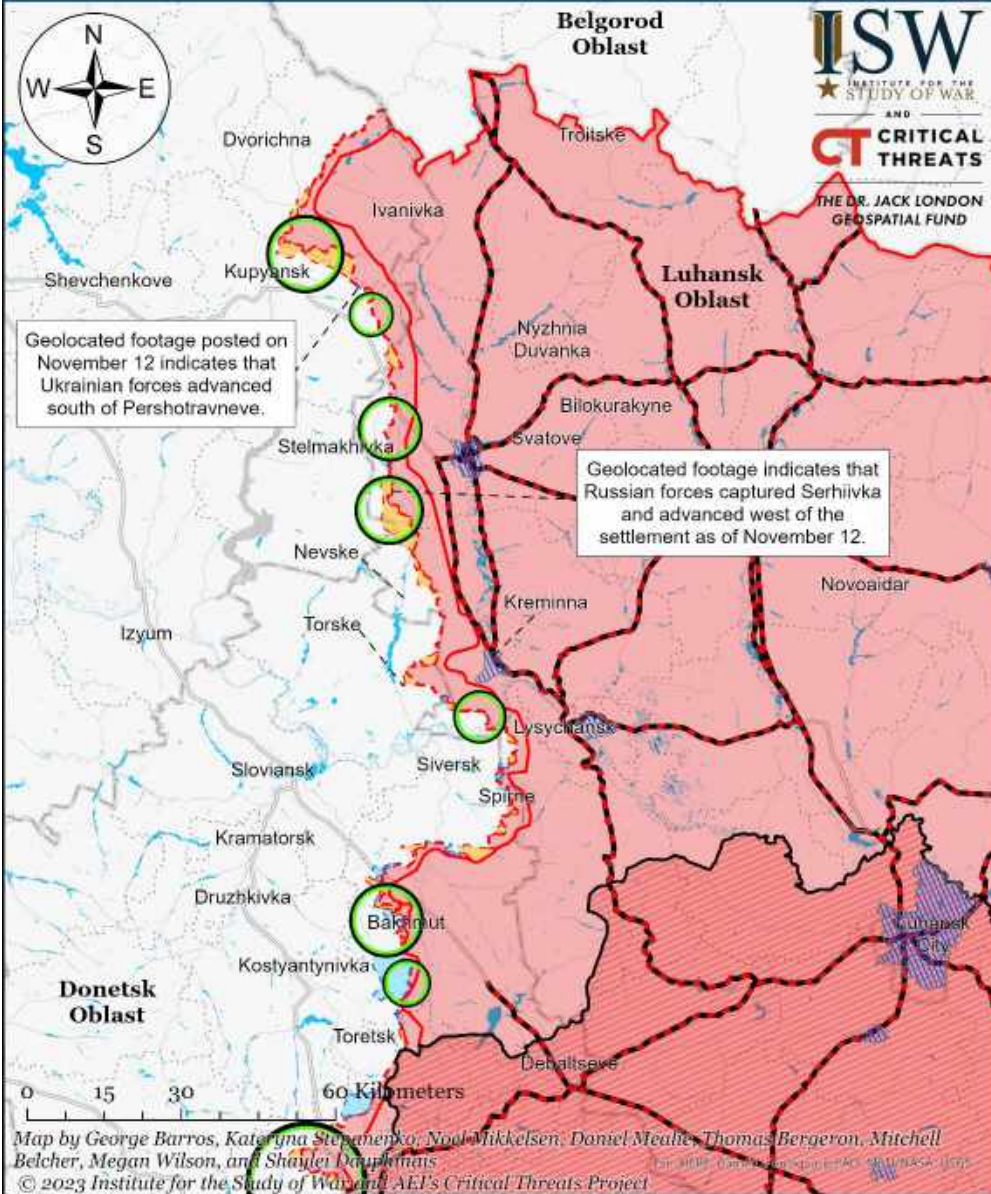 N
W
E
S
Belgorod
Oblast
ISW
INSTITUTE FOR THE
STUDY OF WAR
AND
CT CRITICAL
THREATS
THE DR. JACK LONDON
GEOSPATIAL FUND
Dvorichna
Troitske
Ivanivka
Kupyansk
Shevchenkove
Luhansk
Oblast
Geolocated footage posted on
November 12 indicates that
Ukrainian forces advanced
south of Pershotravneve.
Nyzhnia
Duvanka
Bilokurakyne
Stelmakhivka
Svatove
Geolocated footage indicates that
Russian forces captured Serhiivka
and advanced west of the
settlement as of November 12.
Nevske
Novoaidar
Kreminna
Torske
Izyum
Lysychansk
Siversk
Sloviansk
Spirne
Kramatorsk
Druzhkivka
Bakhmut
Luhansk
City
Kostyantynivka
Donetsk
Oblast
Toretsk
Debaltseve
0 15 30 60 Kilometers
Map by George Barros, Kateryna Stepanenko, Noel Mikkelsen, Daniel Mealie, Thomas Bergeron, Mitchell
Belcher, Megan Wilson, and Shaylei Dauphinais
© 2023 Institute for the Study of War and AEI's Critical Threats Project